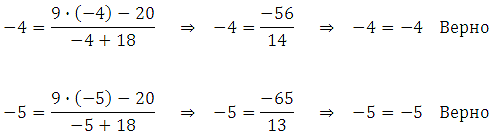 −4 = (9·(−4) − 20)/(−4 + 18) ⇒ −4 = −56/14 ⇒ −4 = −4 Верно
−5 = (9·(−5) − 20)/(−5 + 18) ⇒ −5 = −65/13 ⇒ −5 = −5 Верно